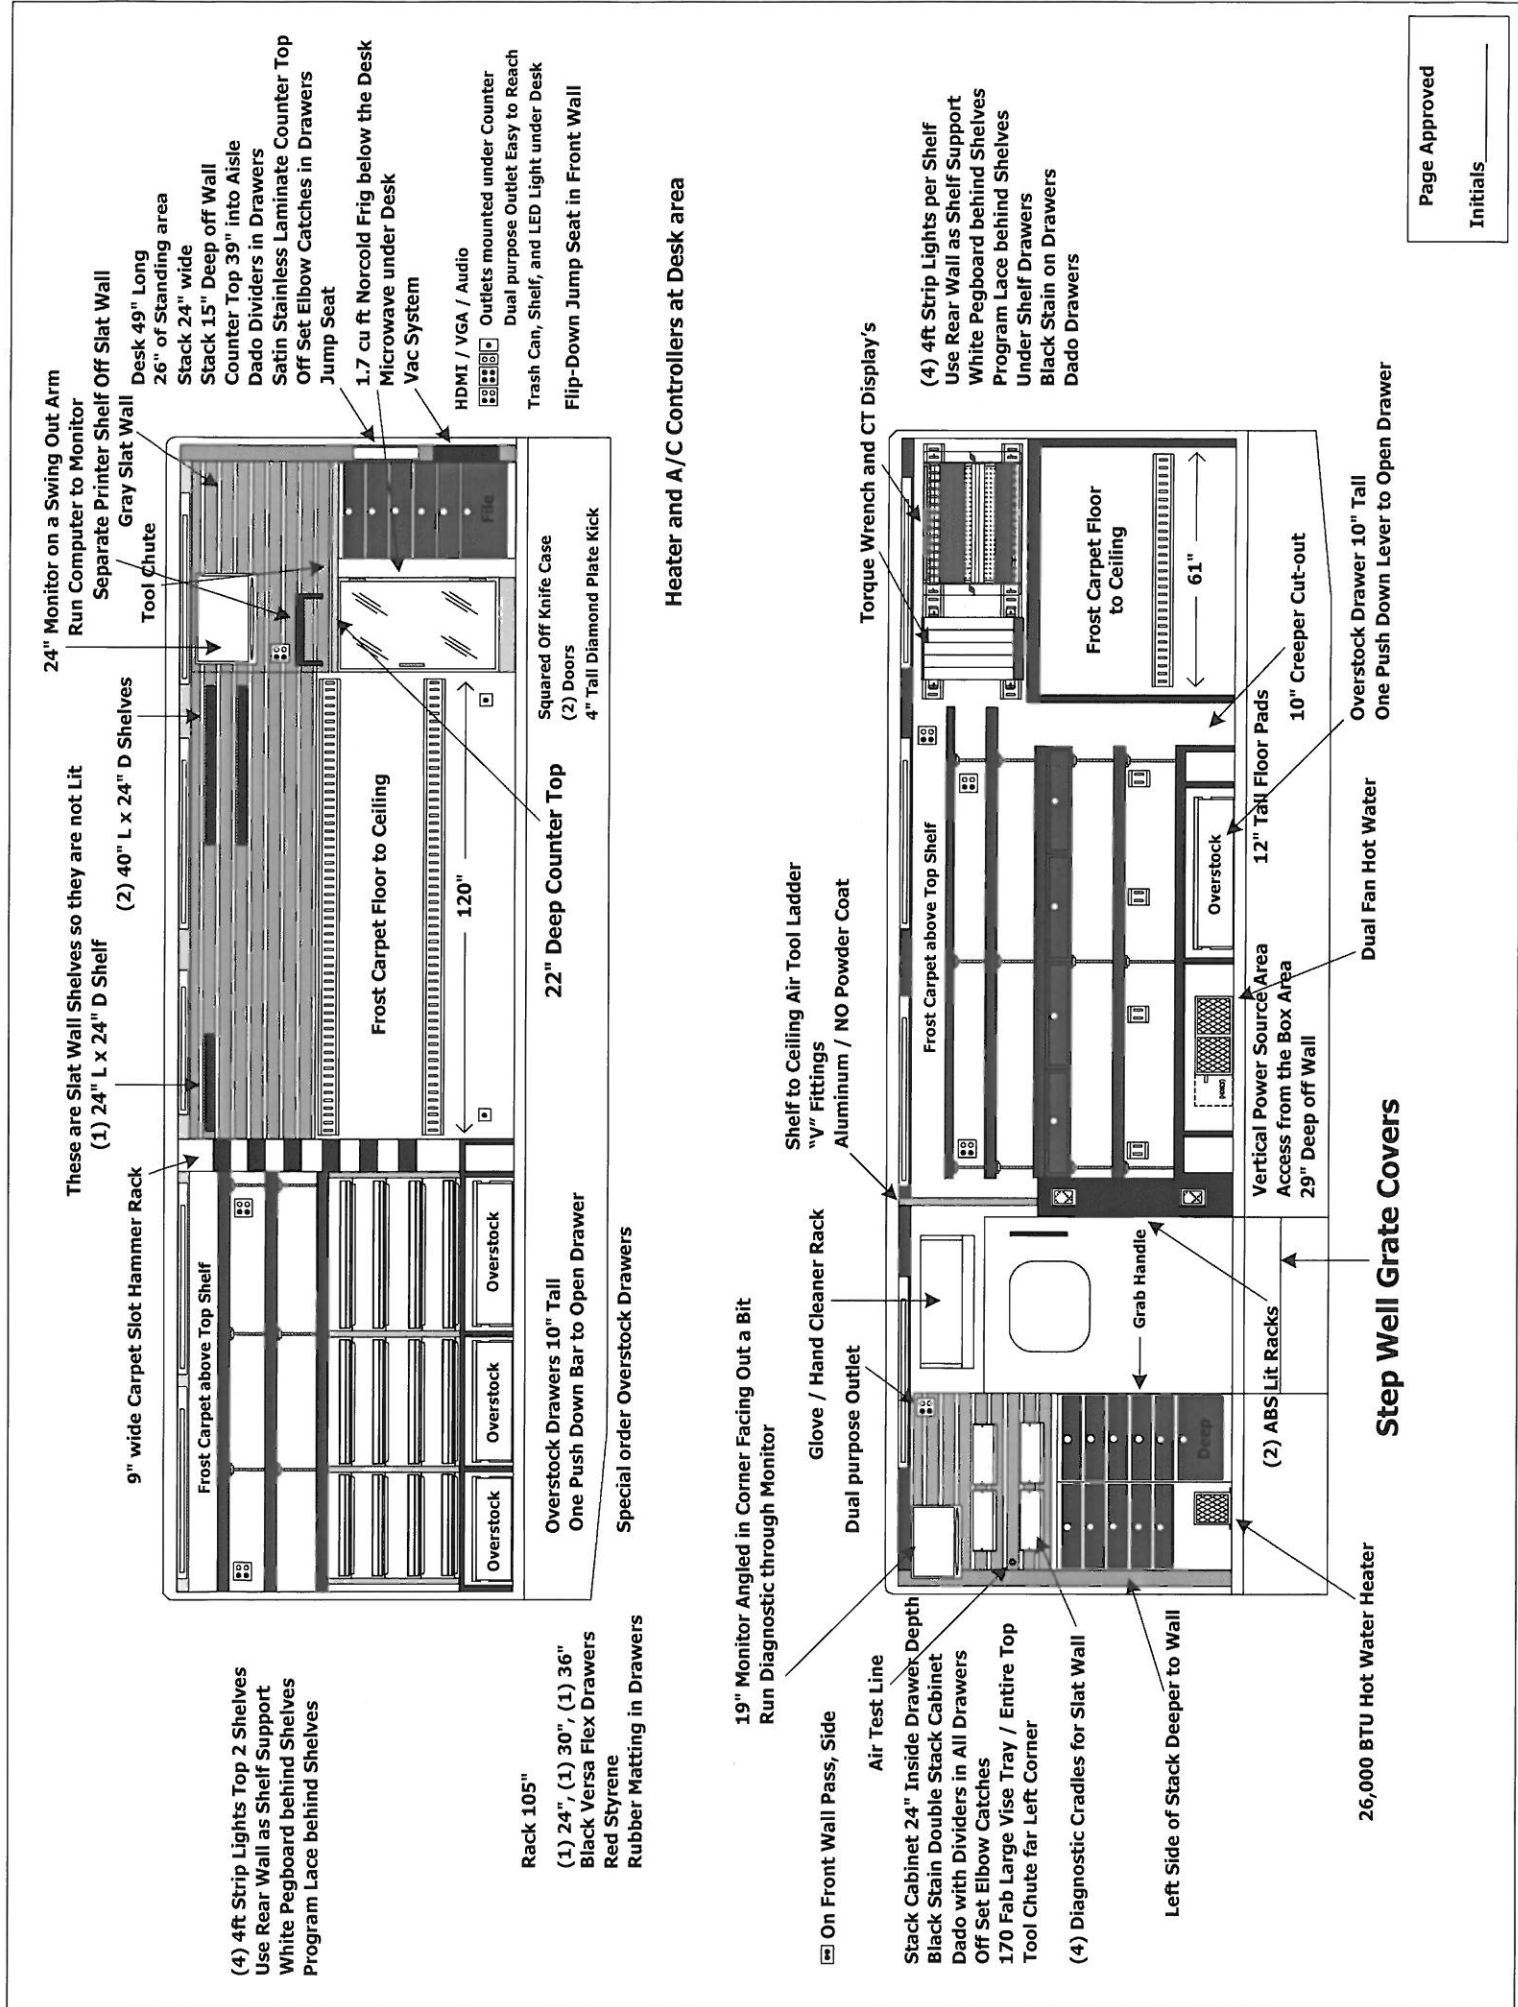 (4) 4ft Strip Lights Top 2 Shelves
Use Rear Wall as Shelf Support
White Pegboard behind Shelves
Program Lace behind Shelves
Rack 105"
(1) 24", (1) 30", (1) 36"
Black Versa Flex Drawers
Red Styrene
Rubber Matting in Drawers
9" wide Carpet Slot Hammer Rack
Frost Carpet above Top Shelf
Overstock
Overstock
Overstock
Overstock Drawers 10" Tall
One Push Down Bar to Open Drawer
Special order Overstock Drawers
These are Slat Wall Shelves so they are not Lit
(1) 24" L x 24" D Shelf
(2) 40" L x 24" D Shelves
Frost Carpet Floor to Ceiling
120"
22" Deep Counter Top
24" Monitor on a Swing Out Arm
Run Computer to Monitor
Separate Printer Shelf Off Slat Wall
Gray Slat Wall
Tool Chute
File
Squared Off Knife Case
(2) Doors
4" Tall Diamond Plate Kick
Desk 49" Long
26" of Standing area
Stack 24" wide
Stack 15" Deep off Wall
Counter Top 39" into Aisle
Dado Dividers in Drawers
Satin Stainless Laminate Counter Top
Off Set Elbow Catches in Drawers
Jump Seat
1.7 cu ft Norcold Frig below the Desk
Microwave under Desk
Vac System
HDMI / VGA / Audio
Outlets mounted under Counter
Dual purpose Outlet Easy to Reach
Trash Can, Shelf, and LED Light under Desk
Flip-Down Jump Seat in Front Wall
Heater and A/C Controllers at Desk area
19" Monitor Angled in Corner Facing Out a Bit
Run Diagnostic through Monitor
On Front Wall Pass, Side
Air Test Line
Stack Cabinet 24" Inside Drawer Depth
Black Stain Double Stack Cabinet
Dado with Dividers in All Drawers
Off Set Elbow Catches
170 Fab Large Vise Tray / Entire Top
Tool Chute far Left Corner
(4) Diagnostic Cradles for Slat Wall
Left Side of Stack Deeper to Wall
26,000 BTU Hot Water Heater
Glove / Hand Cleaner Rack
Dual purpose Outlet
Deep
Grab Handle
(2) ABS Lit Racks
Step Well Grate Covers
Shelf to Ceiling Air Tool Ladder
"V" Fittings
Aluminum / NO Powder Coat
Frost Carpet above Top Shelf
Overstock
Vertical Power Source Area
Access from the Box Area
29" Deep off Wall
12" Tall Floor Pads
Dual Fan Hot Water
10" Creeper Cut-out
Overstock Drawer 10" Tall
One Push Down Lever to Open Drawer
Torque Wrench and CT Display's
Frost Carpet Floor
to Ceiling
61"
(4) 4ft Strip Lights per Shelf
Use Rear Wall as Shelf Support
White Pegboard behind Shelves
Program Lace behind Shelves
Under Shelf Drawers
Black Stain on Drawers
Dado Drawers
Page Approved
Initials